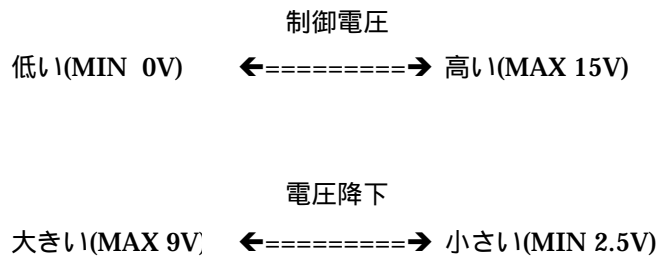 制御電圧
低い(MIN 0V) 🡸=========➔ 高い(MAX 15V)
電圧降下
大きい(MAX 9V) 🡸=========➔ 小さい(MIN 2.5V)